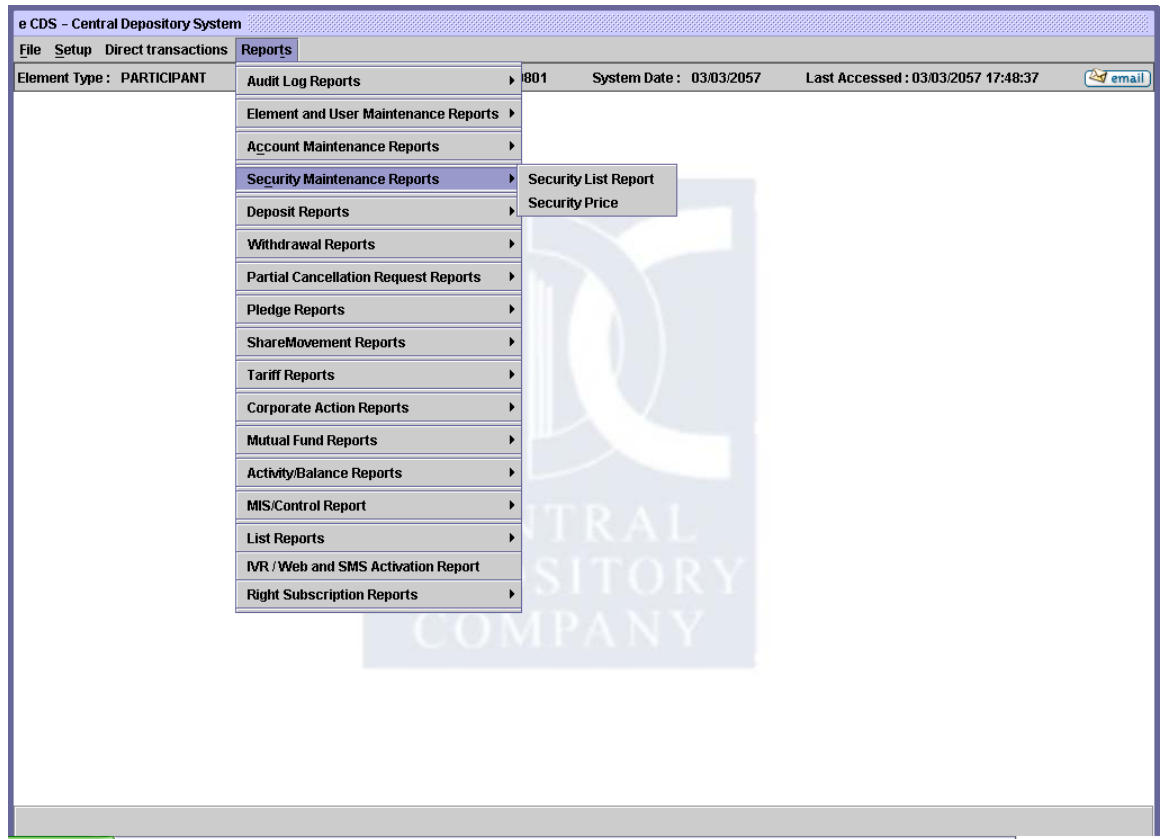 e CDS – Central Depository System
File Setup Direct transactions Reports
Element Type : PARTICIPANT 801 System Date : 03/03/2057 Last Accessed : 03/03/2057 17:48:37 email
Audit Log Reports
Element and User Maintenance Reports
Account Maintenance Reports
Security Maintenance Reports
Security List Report
Security Price
Deposit Reports
Withdrawal Reports
Partial Cancellation Request Reports
Pledge Reports
ShareMovement Reports
Tariff Reports
Corporate Action Reports
Mutual Fund Reports
Activity/Balance Reports
MIS/Control Report
List Reports
IVR / Web and SMS Activation Report
Right Subscription Reports
NTRAL
SITORY
COMPANY